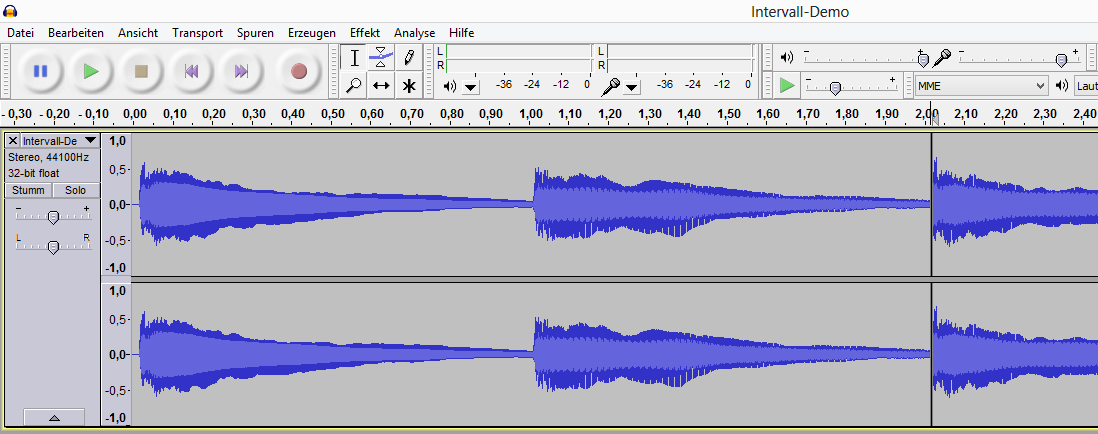 Intervall-Demo
Datei Bearbeiten Ansicht Transport Spuren Erzeugen Effekt Analyse Hilfe
L
R
-36 -24 -12 0
L
R
-36 -24 -12 0
- +
- +
- +
MME
Laut
- 0,30 -0,20 -0,10 0,00 0,10 0,20 0,30 0,40 0,50 0,60 0,70 0,80 0,90 1,00 1,10 1,20 1,30 1,40 1,50 1,60 1,70 1,80 1,90 2,00 2,10 2,20 2,30 2,40
Intervall-De
Stereo, 44100Hz
32-bit float
Stumm Solo
- +
L R
1,0
0,5-
0,0-
-0,5-
-1,0
1,0
0,5-
0,0-
-0,5-
-1,0